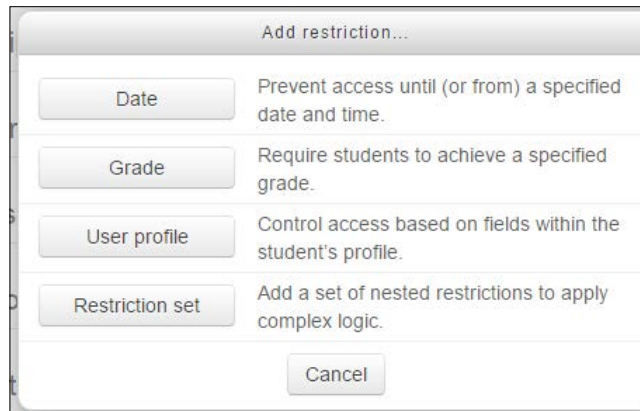 Add restriction...
Date
Prevent access until (or from) a specified
date and time.
Grade
Require students to achieve a specified
grade.
User profile
Control access based on fields within the
student's profile.
Restriction set
Add a set of nested restrictions to apply
complex logic.
Cancel